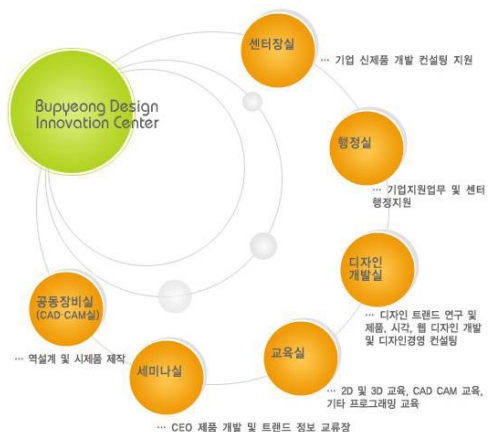 Bupyeong Design
Innovation Center
센터장실
··· 기업 신제품 개발 컨설팅 지원
행정실
··· 기업지원업무 및 센터
행정지원
디자인
개발실
··· 디자인 트랜드 연구 및
제품, 시각, 웹 디자인 개발
및 디자인경영 컨설팅
교육실
··· 2D 및 3D 교육, CAD CAM 교육,
기타 프로그래밍 교육
세미나실
··· CEO 제품 개발 및 트랜드 정보 교류장
공동장비실
(CAD CAM실)
··· 역설계 및 시제품 제작